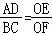 AD/BC = OE/OF